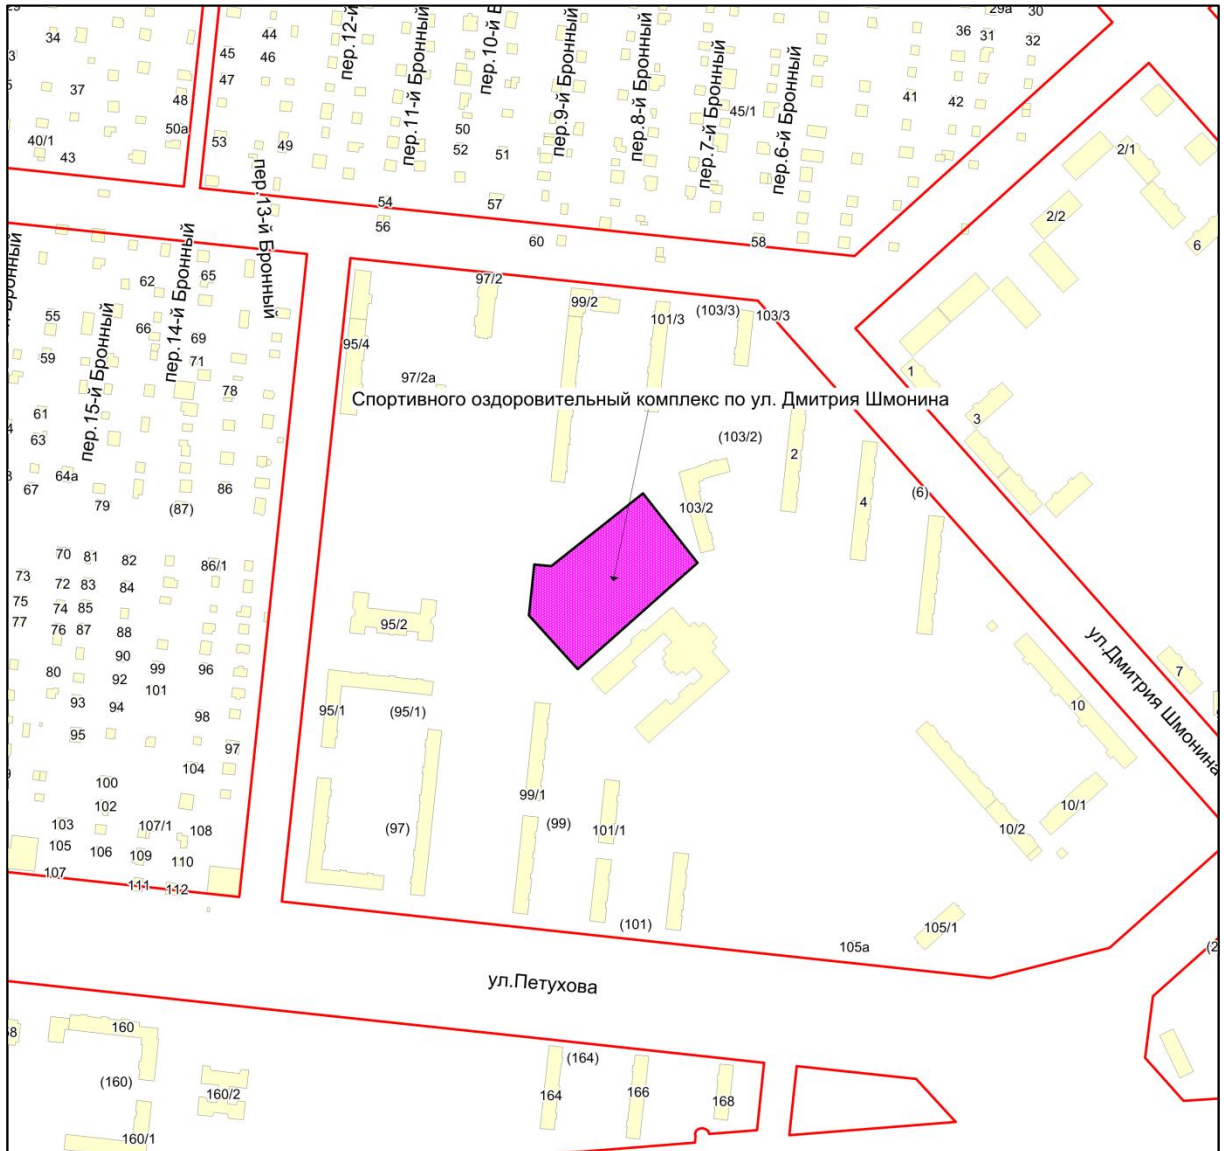 29а 30
34 44 36 31 32
45 46
47
37
48
50а
41 42
45/1
40/1
43
53 49
50
52 51
пер.12-й
пер.11-й Бронный
пер.10-й Б
пер.9-й Бронный
пер.8-й Бронный
пер.7-й Бронный
пер.6-й Бронный
пер.13-й Бронный
пер.14-й Бронный
пер.15-й Бронный
Бронный
2/1
2/2
6
54
56
57
60
58
62 65
55 66 69
59 71
78
61
63
64а
67
79 (87) 86
97/2
99/2
101/3 (103/3) 103/3
95/4
97/2а
Спортивного оздоровительный комплекс по ул. Дмитрия Шмонина
(103/2)
1
3
2
4
(6)
103/2
70 81 82 86/1
73 72 83 84
75 74 85
77 76 87 88
90
80 92 99 96
101
93 94 98
95 97
104
100
102
103 107/1 108
105 106 109 110
107 111 112
95/2
95/1 (95/1)
99/1
(97) (99) 101/1
(101)
ул.Дмитрия Шмонина
7
10
10/1
10/2
105/1
105а
ул.Петухова
160
(160)
160/2
160/1
(164)
164 166 168